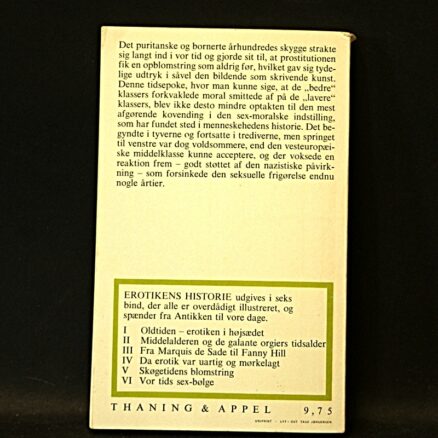 Det puritanske og bornerte århundredes skygge strakte
sig langt ind i vor tid og gjorde sit til, at prostitutionen
fik en opblomstring som aldrig før, hvilket gav sig tyde-
lige udtryk i såvel den bildende som skrivende kunst.
Denne tidsepoke, hvor man kunne sige, at de „bedre"
klassers forkvaklede moral smittede af på de „lavere"
klassers, blev ikke desto mindre optakten til den mest
afgørende kovending i den sex-moralske indstilling,
som har fundet sted i menneskehedens historie. Det be-
gyndte i tyverne og fortsatte i trediverne, men springet
til venstre var dog voldsommere, end den vesteuropæi-
ske middelklasse kunne acceptere, og der voksede en
reaktion frem – godt støttet af den nazistiske påvirk-
ning – som forsinkede den seksuelle frigørelse endnu
nogle årtier.
EROTIKENS HISTORIE udgives i seks
bind, der alle er overdådigt illustreret, og
spænder fra Antikken til vore dage.
I Oldtiden – erotiken i højsædet
II Middelalderen og de galante orgiers tidsalder
III Fra Marquis de Sade til Fanny Hill
IV Da erotik var uartig og mørkelagt
V Skøgetidens blomstring
VI Vor tids sex-bølge
THANING & APPEL 9,75